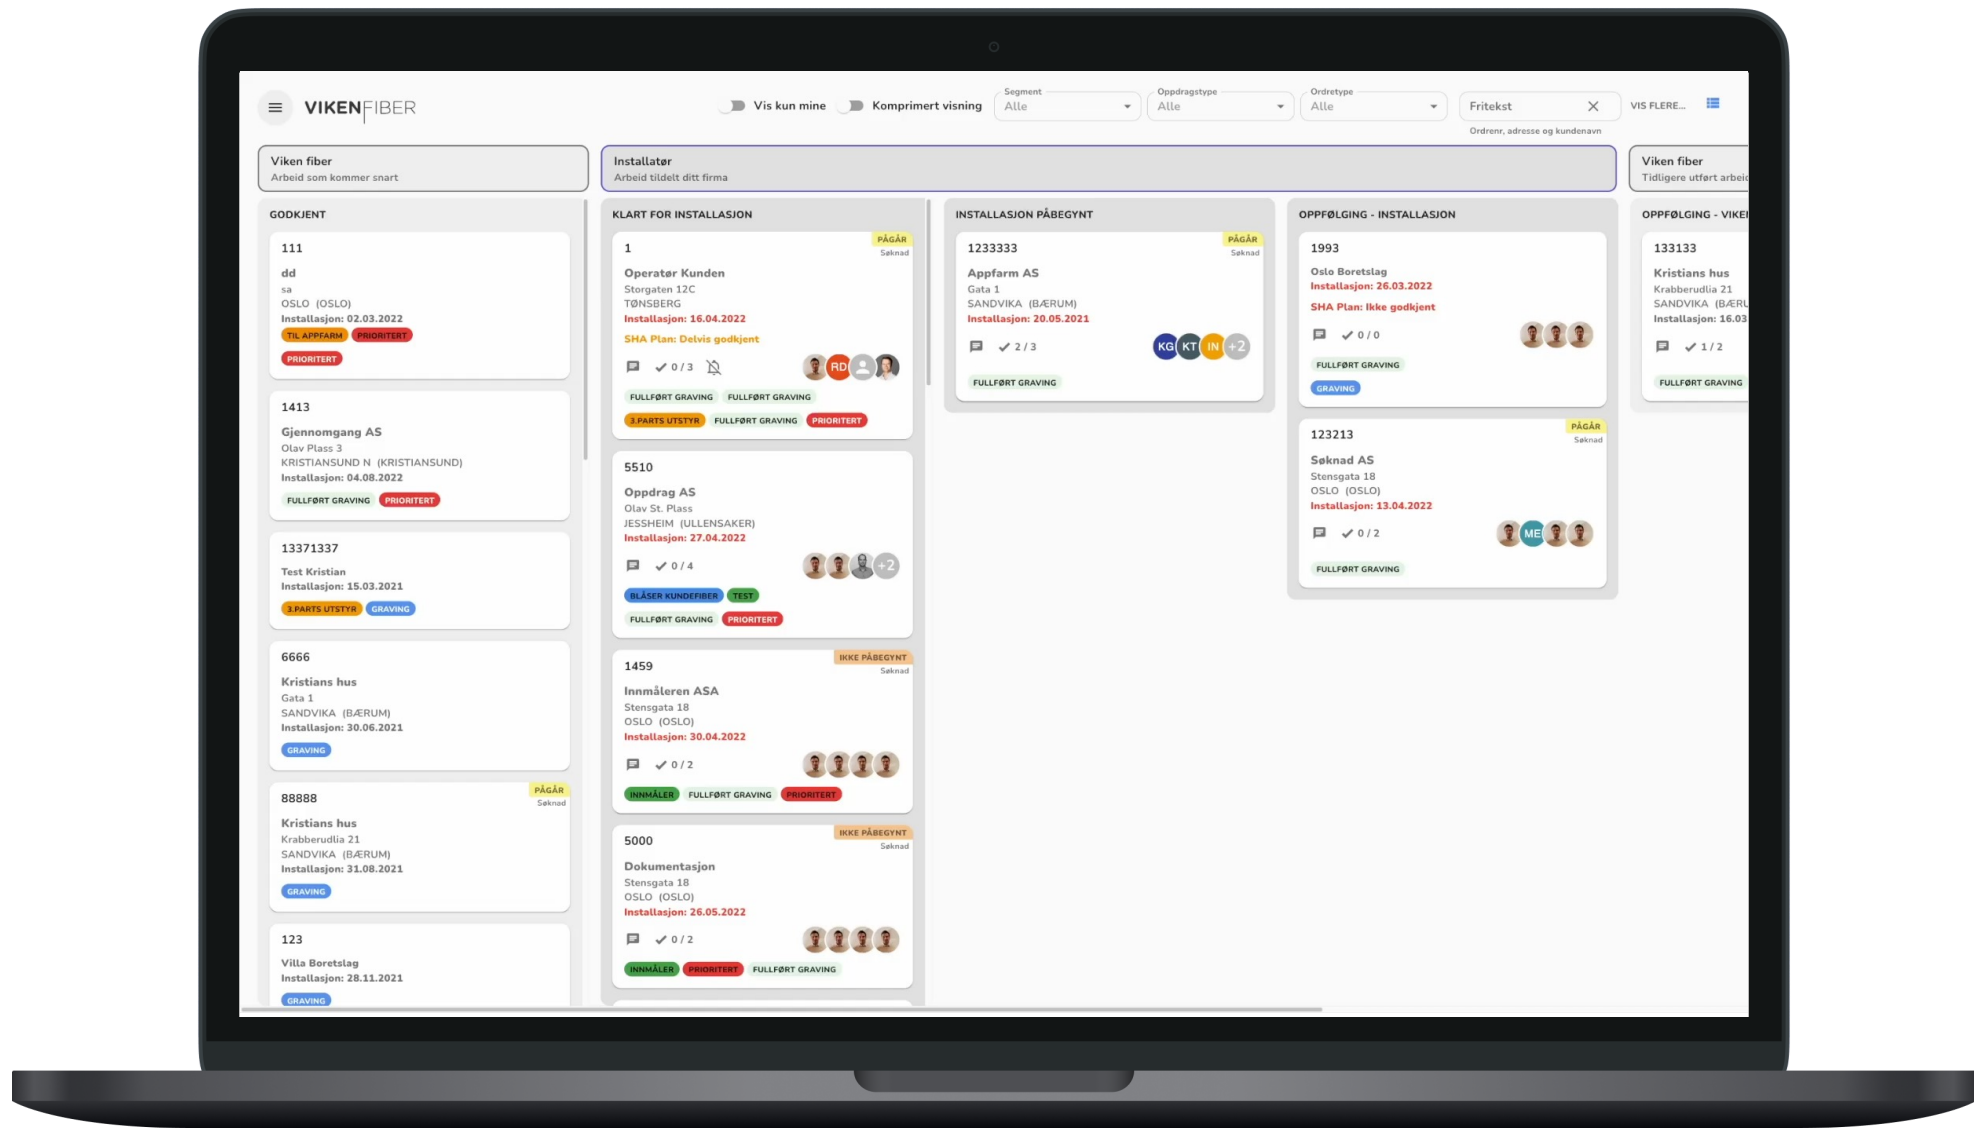 VIKENFIBER
Vis kun mine
Komprimert visning
Segment
Alle
Oppdragstype
Alle
Ordretype
Alle
Fritekst
Ordrenr, adresse og kundenavn
VIS FLERE...
Viken fiber
Arbeid som kommer snart
Installatør
Arbeid tildelt ditt firma
Viken fiber
Tidligere utført arbeid
GODKJENT
111
dd
sa
OSLO (OSLO)
Installasjon: 02.03.2022
TIL APPFARM PRIORITERT
PRIORITERT
1413
Gjennomgang AS
Olav Plass 3
KRISTIANSUND N (KRISTIANSUND)
Installasjon: 04.08.2022
FULLFØRT GRAVING PRIORITERT
13371337
Test Kristian
Installasjon: 15.03.2021
3.PARTS UTSTYR GRAVING
6666
Kristians hus
Gata 1
SANDVIKA (BÆRUM)
Installasjon: 30.06.2021
GRAVING
PÅGÅR
88888
Søknad
Kristians hus
Krabberudlia 21
SANDVIKA (BÆRUM)
Installasjon: 31.08.2021
GRAVING
123
Villa Boretslag
Installasjon: 28.11.2021
GRAVING
KLART FOR INSTALLASJON
PÅGÅR
1
Søknad
Operatør Kunden
Storgaten 12C
TØNSBERG
Installasjon: 16.04.2022
SHA Plan: Delvis godkjent
0 / 3
RD
FULLFØRT GRAVING FULLFØRT GRAVING
3.PARTS UTSTYR FULLFØRT GRAVING PRIORITERT
5510
Oppdrag AS
Olav St. Plass
JESSHEIM (ULLENSAKER)
Installasjon: 27.04.2022
0 / 4
+2
BLÅSER KUNDEFIBER TEST
FULLFØRT GRAVING PRIORITERT
IKKE PÅBEGYNT
1459
Søknad
Innmåleren ASA
Stensgata 18
OSLO (OSLO)
Installasjon: 30.04.2022
0 / 2
INNMÅLER FULLFØRT GRAVING PRIORITERT
IKKE PÅBEGYNT
5000
Søknad
Dokumentasjon
Stensgata 18
OSLO (OSLO)
Installasjon: 26.05.2022
0 / 2
INNMÅLER PRIORITERT FULLFØRT GRAVING
INSTALLASJON PÅBEGYNT
PÅGÅR
1233333
Søknad
Appfarm AS
Gata 1
SANDVIKA (BÆRUM)
Installasjon: 20.05.2021
2 / 3
KG KT IN +2
FULLFØRT GRAVING
OPPFØLGING - INSTALLASJON
1993
Oslo Boretslag
Installasjon: 26.03.2022
SHA Plan: Ikke godkjent
0 / 0
FULLFØRT GRAVING
GRAVING
PÅGÅR
123213
Søknad
Søknad AS
Stensgata 18
OSLO (OSLO)
Installasjon: 13.04.2022
0 / 2
ME
FULLFØRT GRAVING
OPPFØLGING - VIKE
133133
Kristians hus
Krabberudlia 21
SANDVIKA (BÆRU
Installasjon: 16.03
1 / 2
FULLFØRT GRAVING